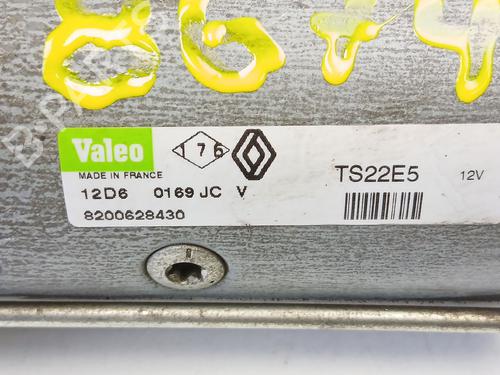 Valeo
176
MADE IN FRANCE
TS22E5
12V
12D6 0169 JC V
8200628430